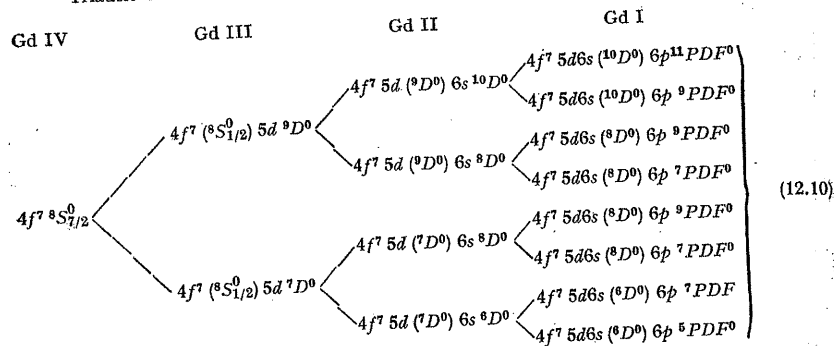 Gd IV Gd III Gd II Gd I
4f⁷ 5d6s (¹⁰D⁰) 6p¹¹PDF⁰
4f⁷ 5d (⁹D⁰) 6s ¹⁰D⁰
4f⁷ 5d6s (¹⁰D⁰) 6p ⁹PDF⁰
4f⁷ (⁸S⁰₁/₂) 5d ⁹D⁰
4f⁷ 5d6s (⁸D⁰) 6p ⁹PDF⁰
4f⁷ 5d (⁹D⁰) 6s ⁸D⁰
4f⁷ 5d6s (⁸D⁰) 6p ⁷PDF⁰
4f⁷ ⁸S⁰₇/₂
(12.10)
4f⁷ 5d6s (⁸D⁰) 6p ⁹PDF⁰
4f⁷ 5d (⁷D⁰) 6s ⁸D⁰
4f⁷ 5d6s (⁸D⁰) 6p ⁷PDF⁰
4f⁷ (⁸S⁰₁/₂) 5d ⁷D⁰
4f⁷ 5d6s (⁶D⁰) 6p ⁷PDF
4f⁷ 5d (⁷D⁰) 6s ⁶D⁰
4f⁷ 5d6s (⁶D⁰) 6p ⁵PDF⁰